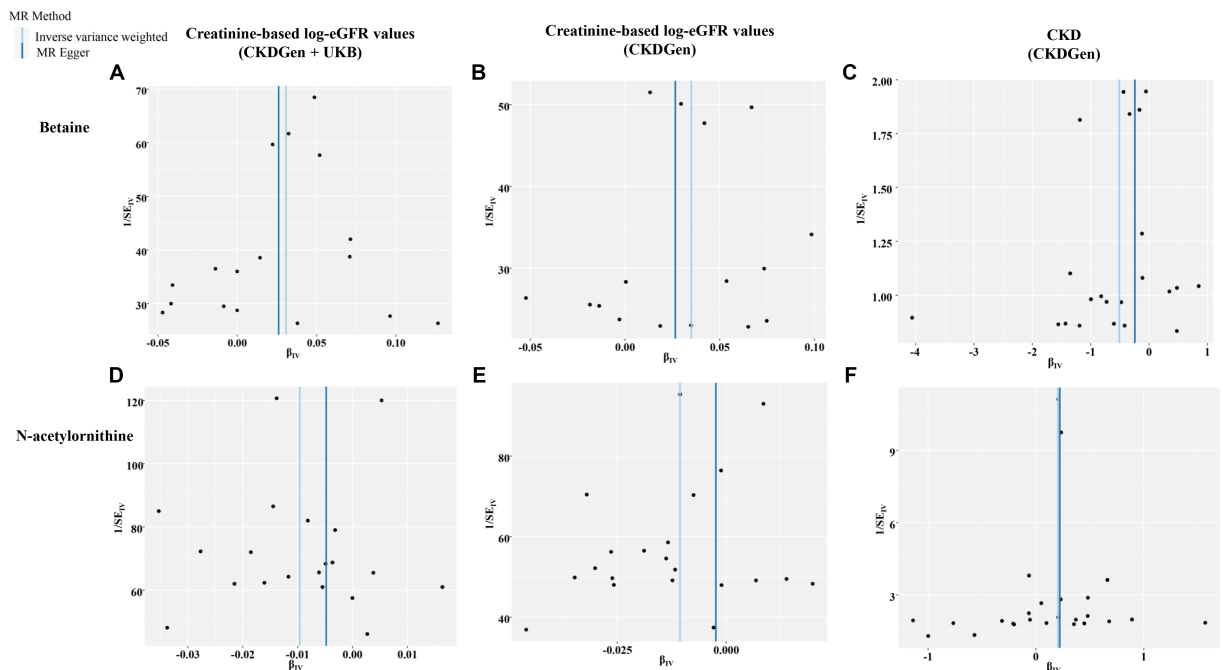 MR Method
Inverse variance weighted
MR Egger
Creatinine-based log-eGFR values
(CKDGen + UKB)
Creatinine-based log-eGFR values
(CKDGen)
CKD
(CKDGen)
Betaine
A
70
60
50
40
30
1/SE_IV
-0.05
0.00
0.05
0.10
β_IV
B
50
40
30
1/SE_IV
-0.05
0.00
0.05
0.10
β_IV
C
2.00
1.75
1.50
1.25
1.00
1/SE_IV
-4
-3
-2
-1
0
1
β_IV
N-acetylornithine
D
120
100
80
60
1/SE_IV
-0.03
-0.02
-0.01
0.00
0.01
β_IV
E
80
60
40
1/SE_IV
-0.025
0.000
β_IV
F
9
6
3
1/SE_IV
-1
0
1
β_IV